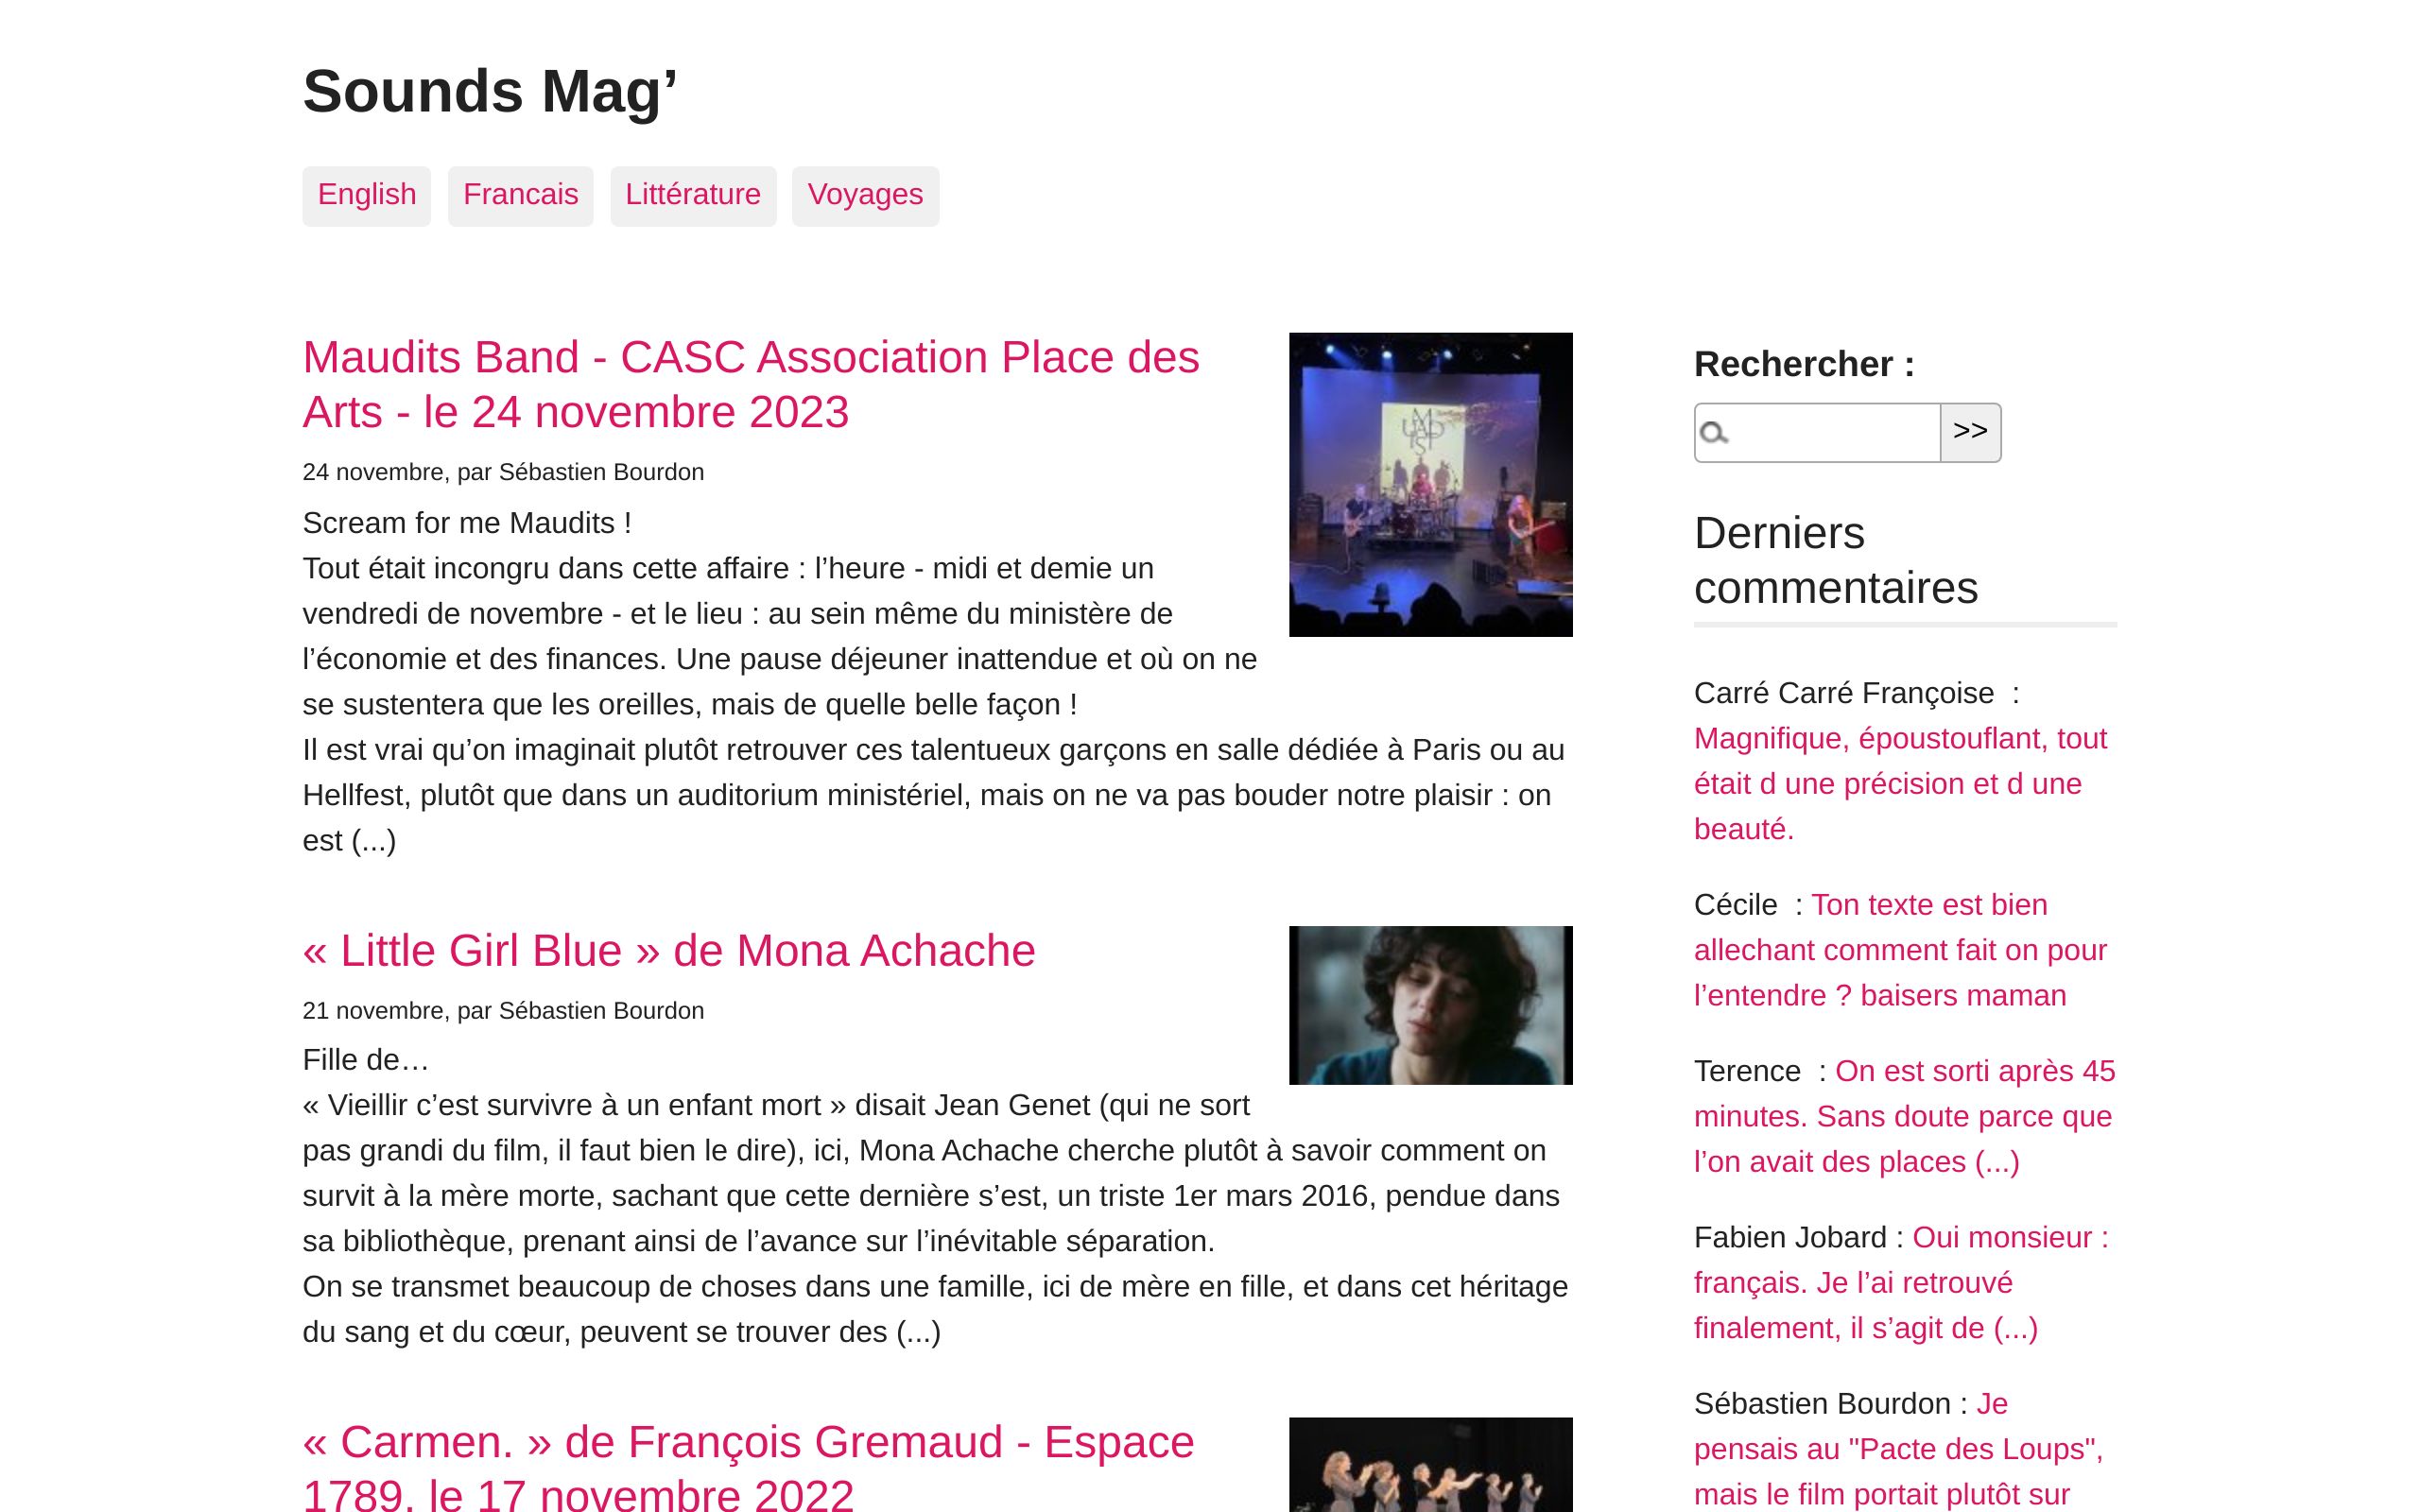 Sounds Mag’
English
Francais
Littérature
Voyages
Maudits Band - CASC Association Place des
Arts - le 24 novembre 2023
24 novembre, par Sébastien Bourdon
Scream for me Maudits !
Tout était incongru dans cette affaire : l’heure - midi et demie un
vendredi de novembre - et le lieu : au sein même du ministère de
l’économie et des finances. Une pause déjeuner inattendue et où on ne
se sustentera que les oreilles, mais de quelle belle façon !
Il est vrai qu’on imaginait plutôt retrouver ces talentueux garçons en salle dédiée à Paris ou au
Hellfest, plutôt que dans un auditorium ministériel, mais on ne va pas bouder notre plaisir : on
est (...)
« Little Girl Blue » de Mona Achache
21 novembre, par Sébastien Bourdon
Fille de…
« Vieillir c’est survivre à un enfant mort » disait Jean Genet (qui ne sort
pas grandi du film, il faut bien le dire), ici, Mona Achache cherche plutôt à savoir comment on
survit à la mère morte, sachant que cette dernière s’est, un triste 1er mars 2016, pendue dans
sa bibliothèque, prenant ainsi de l’avance sur l’inévitable séparation.
On se transmet beaucoup de choses dans une famille, ici de mère en fille, et dans cet héritage
du sang et du cœur, peuvent se trouver des (...)
« Carmen. » de François Gremaud - Espace
1789, le 17 novembre 2022
Rechercher :
>>
Derniers
commentaires
Carré Carré Françoise  :
Magnifique, époustouflant, tout
était d une précision et d une
beauté.
Cécile  : Ton texte est bien
allechant comment fait on pour
l’entendre ? baisers maman
Terence  : On est sorti après 45
minutes. Sans doute parce que
l’on avait des places (...)
Fabien Jobard : Oui monsieur :
français. Je l’ai retrouvé
finalement, il s’agit de (...)
Sébastien Bourdon : Je
pensais au "Pacte des Loups",
mais le film portait plutôt sur